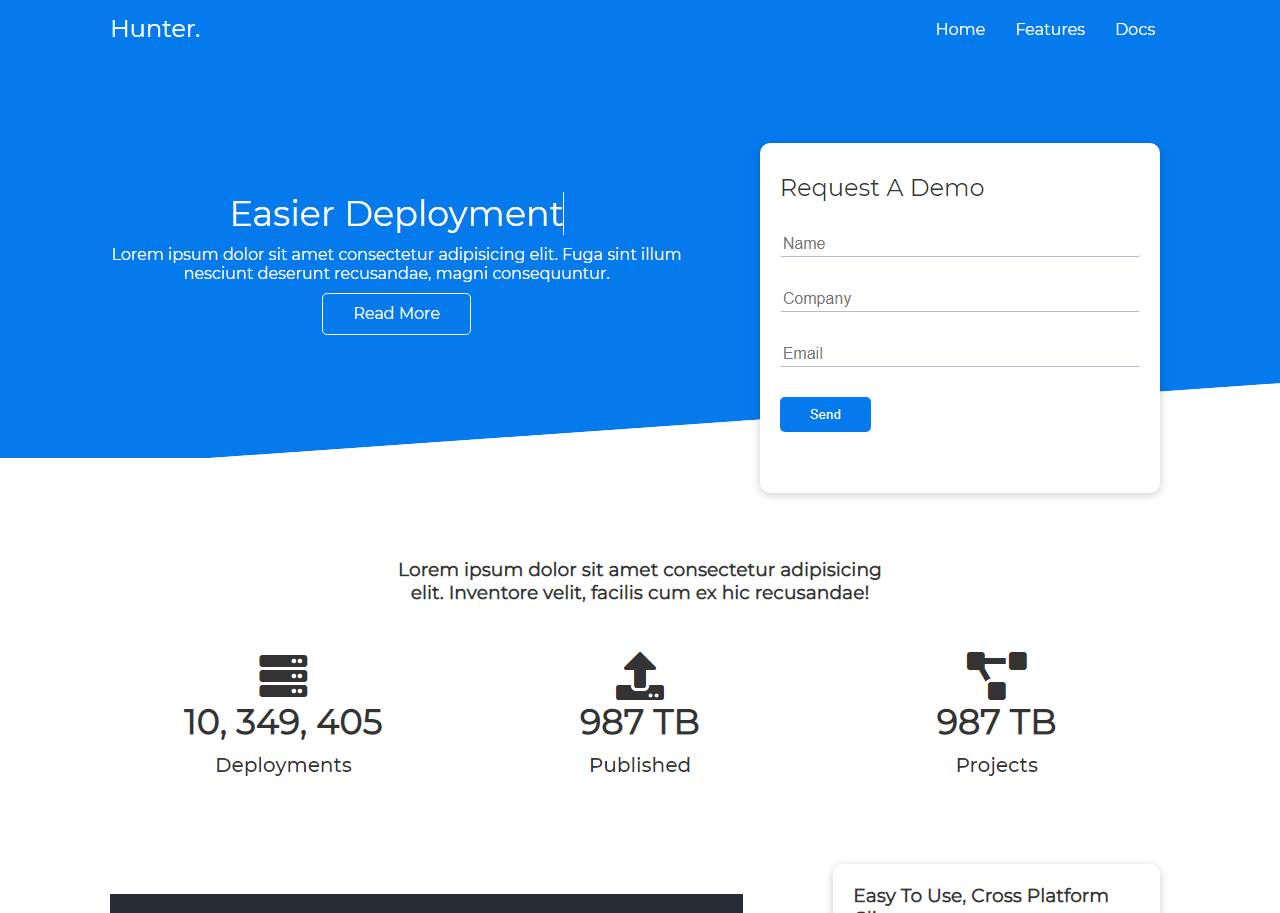 Hunter.
Home Features Docs
Easier Deployment
Lorem ipsum dolor sit amet consectetur adipisicing elit. Fuga sint illum
nesciunt deserunt recusandae, magni consequuntur.
Read More
Request A Demo
Name
Company
Email
Send
Lorem ipsum dolor sit amet consectetur adipisicing
elit. Inventore velit, facilis cum ex hic recusandae!
10, 349, 405
Deployments
987 TB
Published
987 TB
Projects
Easy To Use, Cross Platform